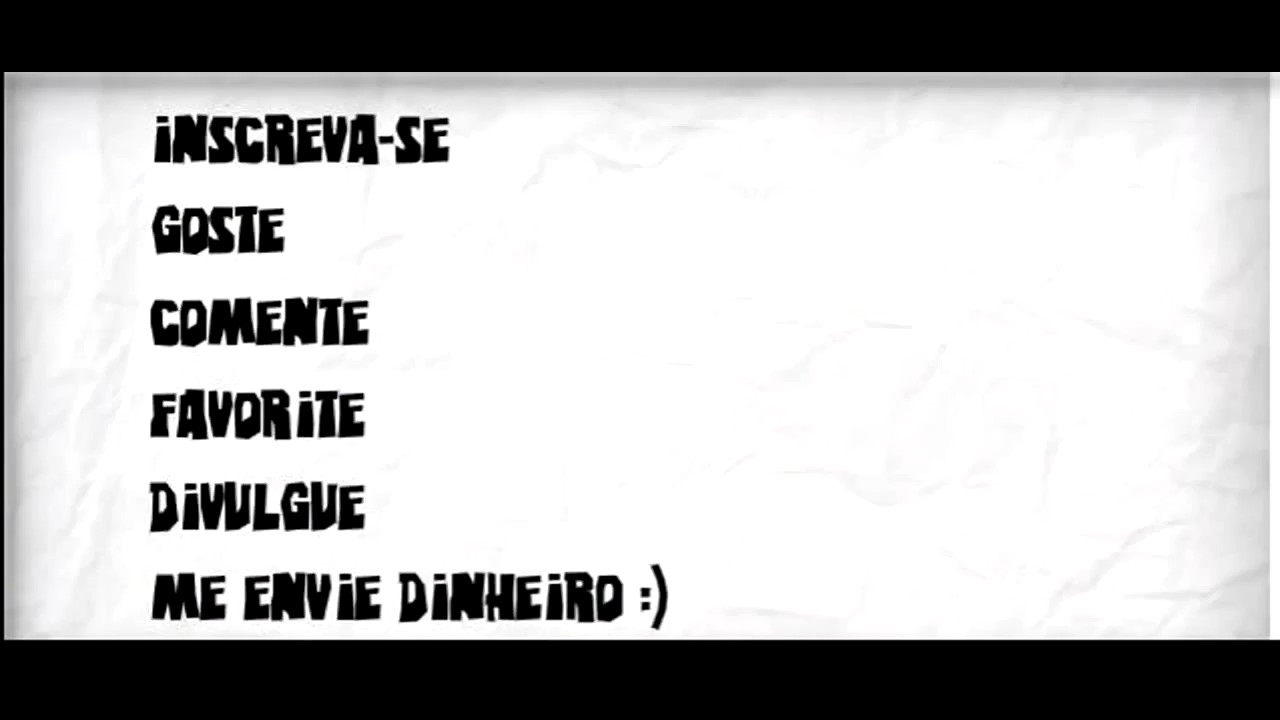 INSCREVA-SE
GOSTE
COMENTE
FAVORITE
DIVULGUE
ME ENVIE DINHEIRO :)